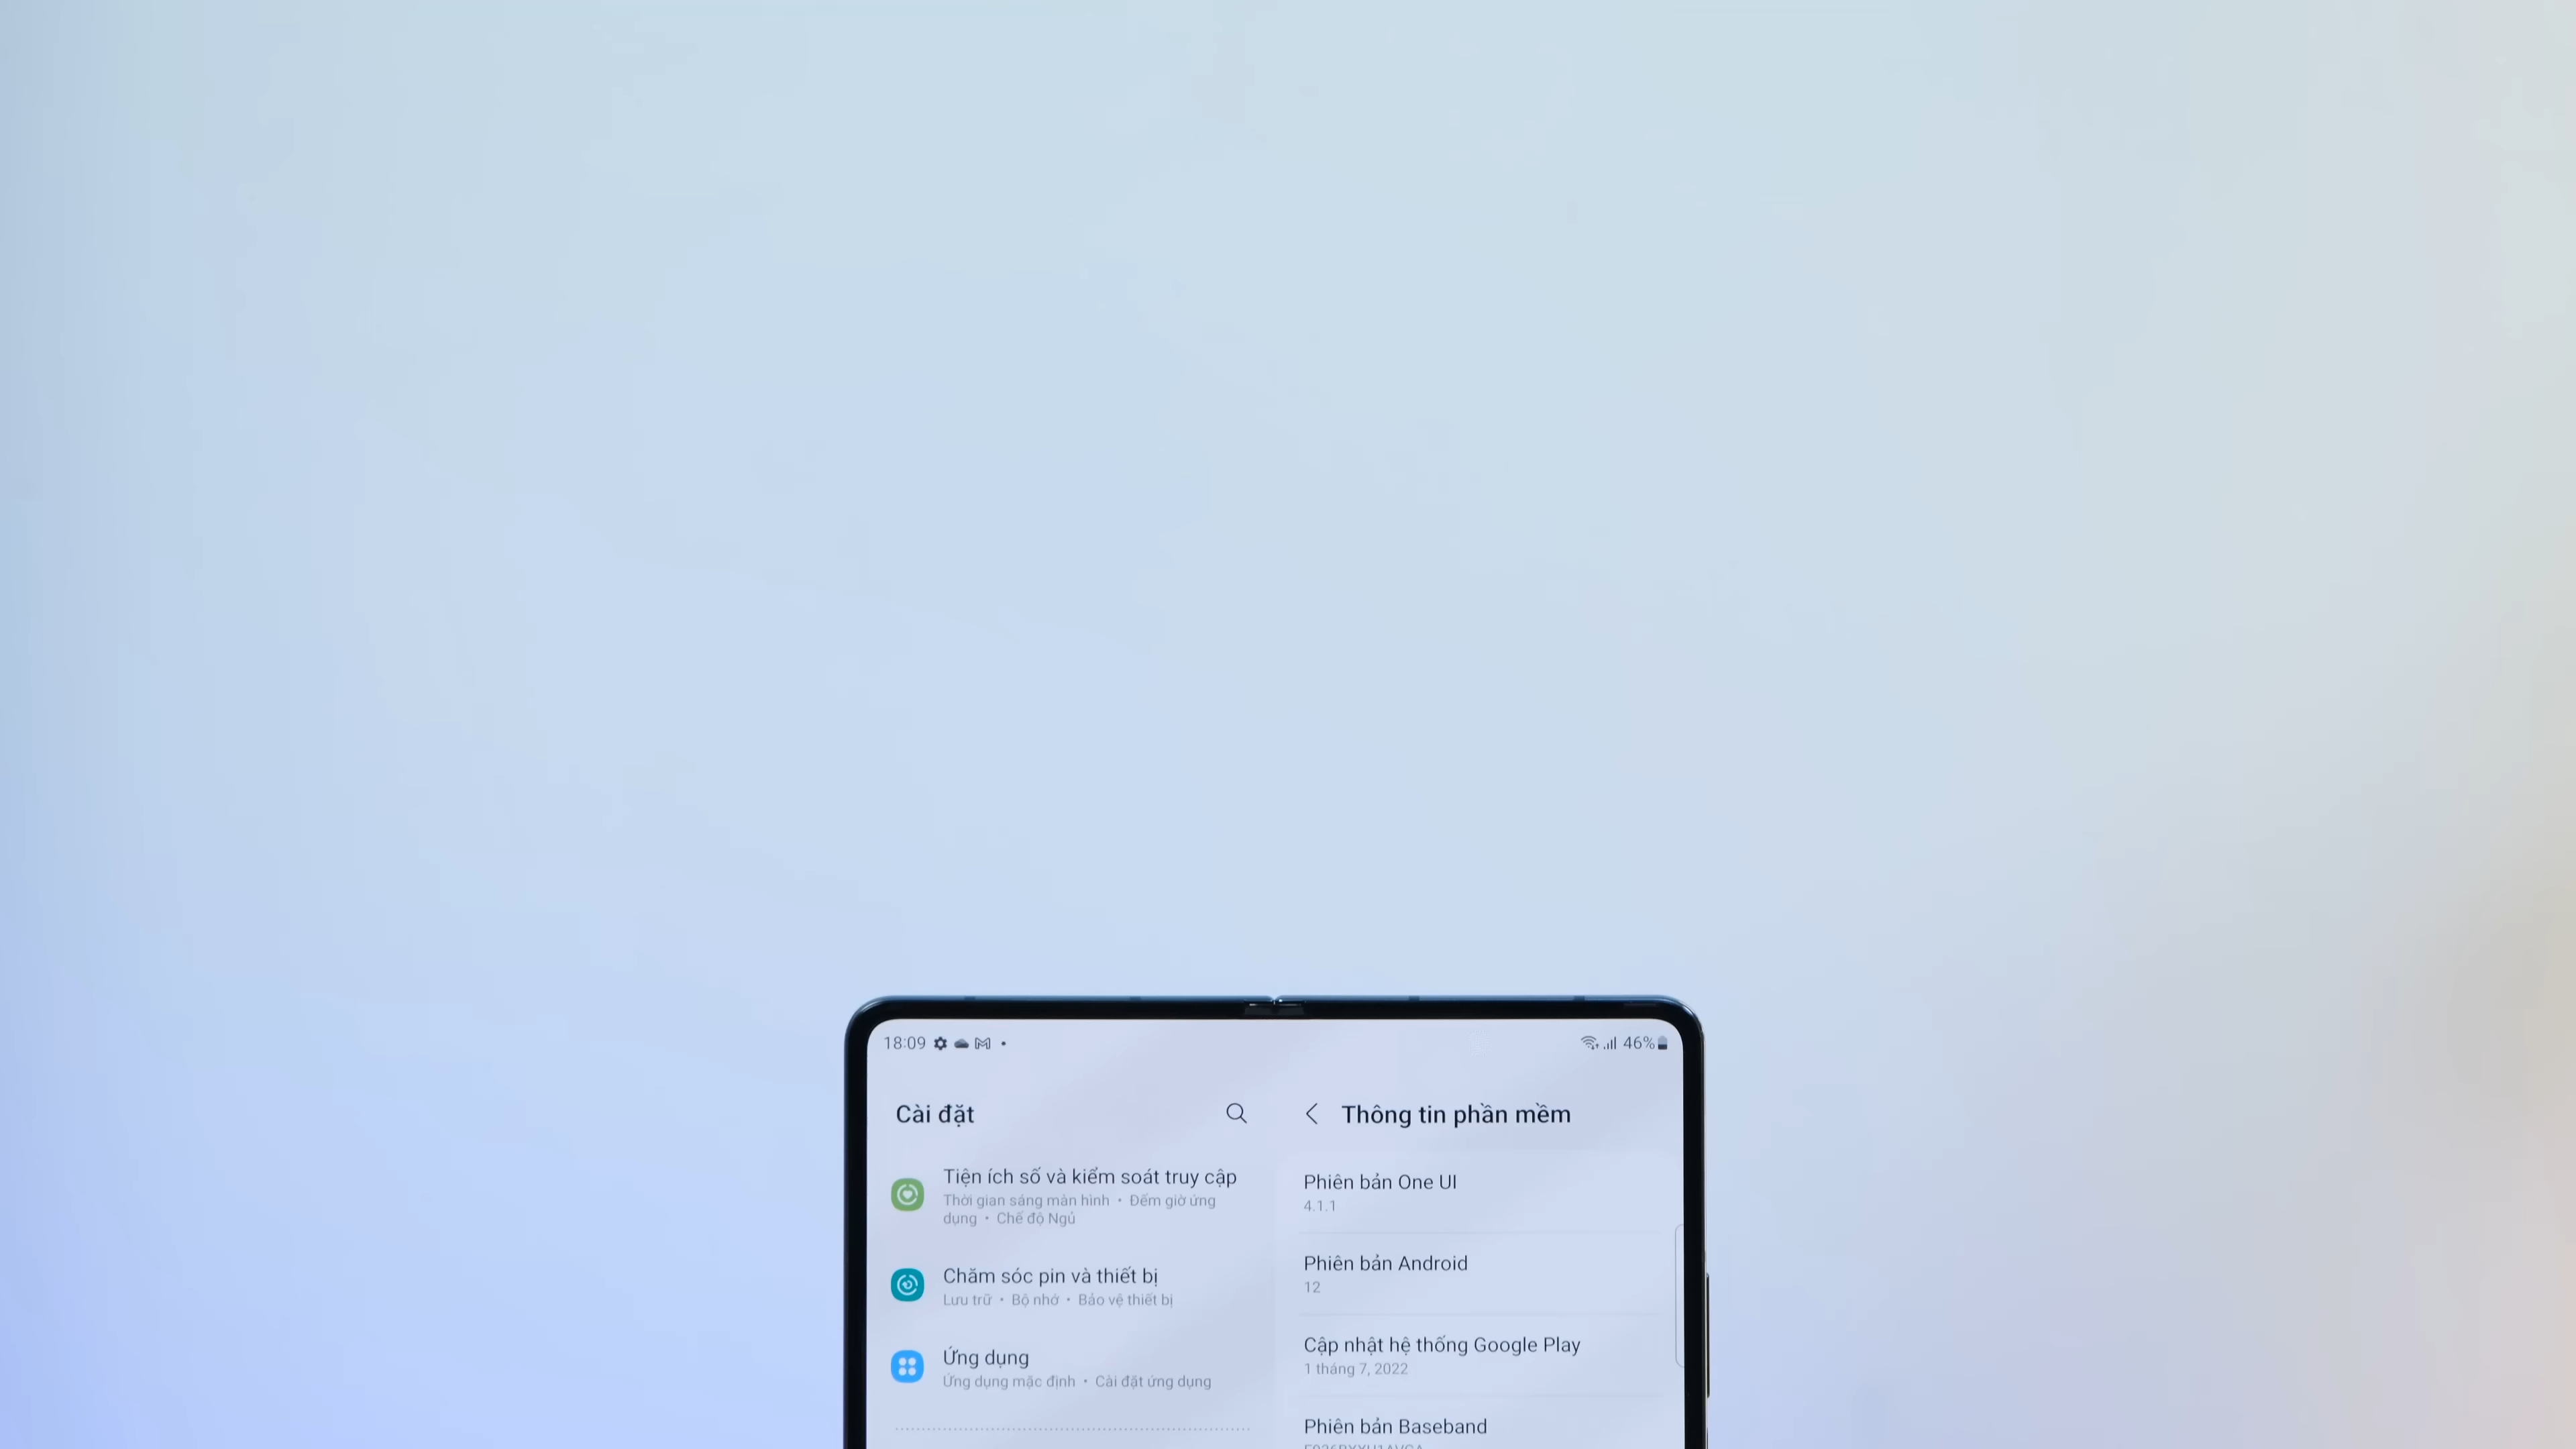 18:09
46%
Cài đặt
Tiện ích số và kiểm soát truy cập
Thời gian sáng màn hình • Đếm giờ ứng
dụng • Chế độ Ngủ
Chăm sóc pin và thiết bị
Lưu trữ • Bộ nhớ • Bảo vệ thiết bị
Ứng dụng
Ứng dụng mặc định • Cài đặt ứng dụng
Thông tin phần mềm
Phiên bản One UI
4.1.1
Phiên bản Android
12
Cập nhật hệ thống Google Play
1 tháng 7, 2022
Phiên bản Baseband